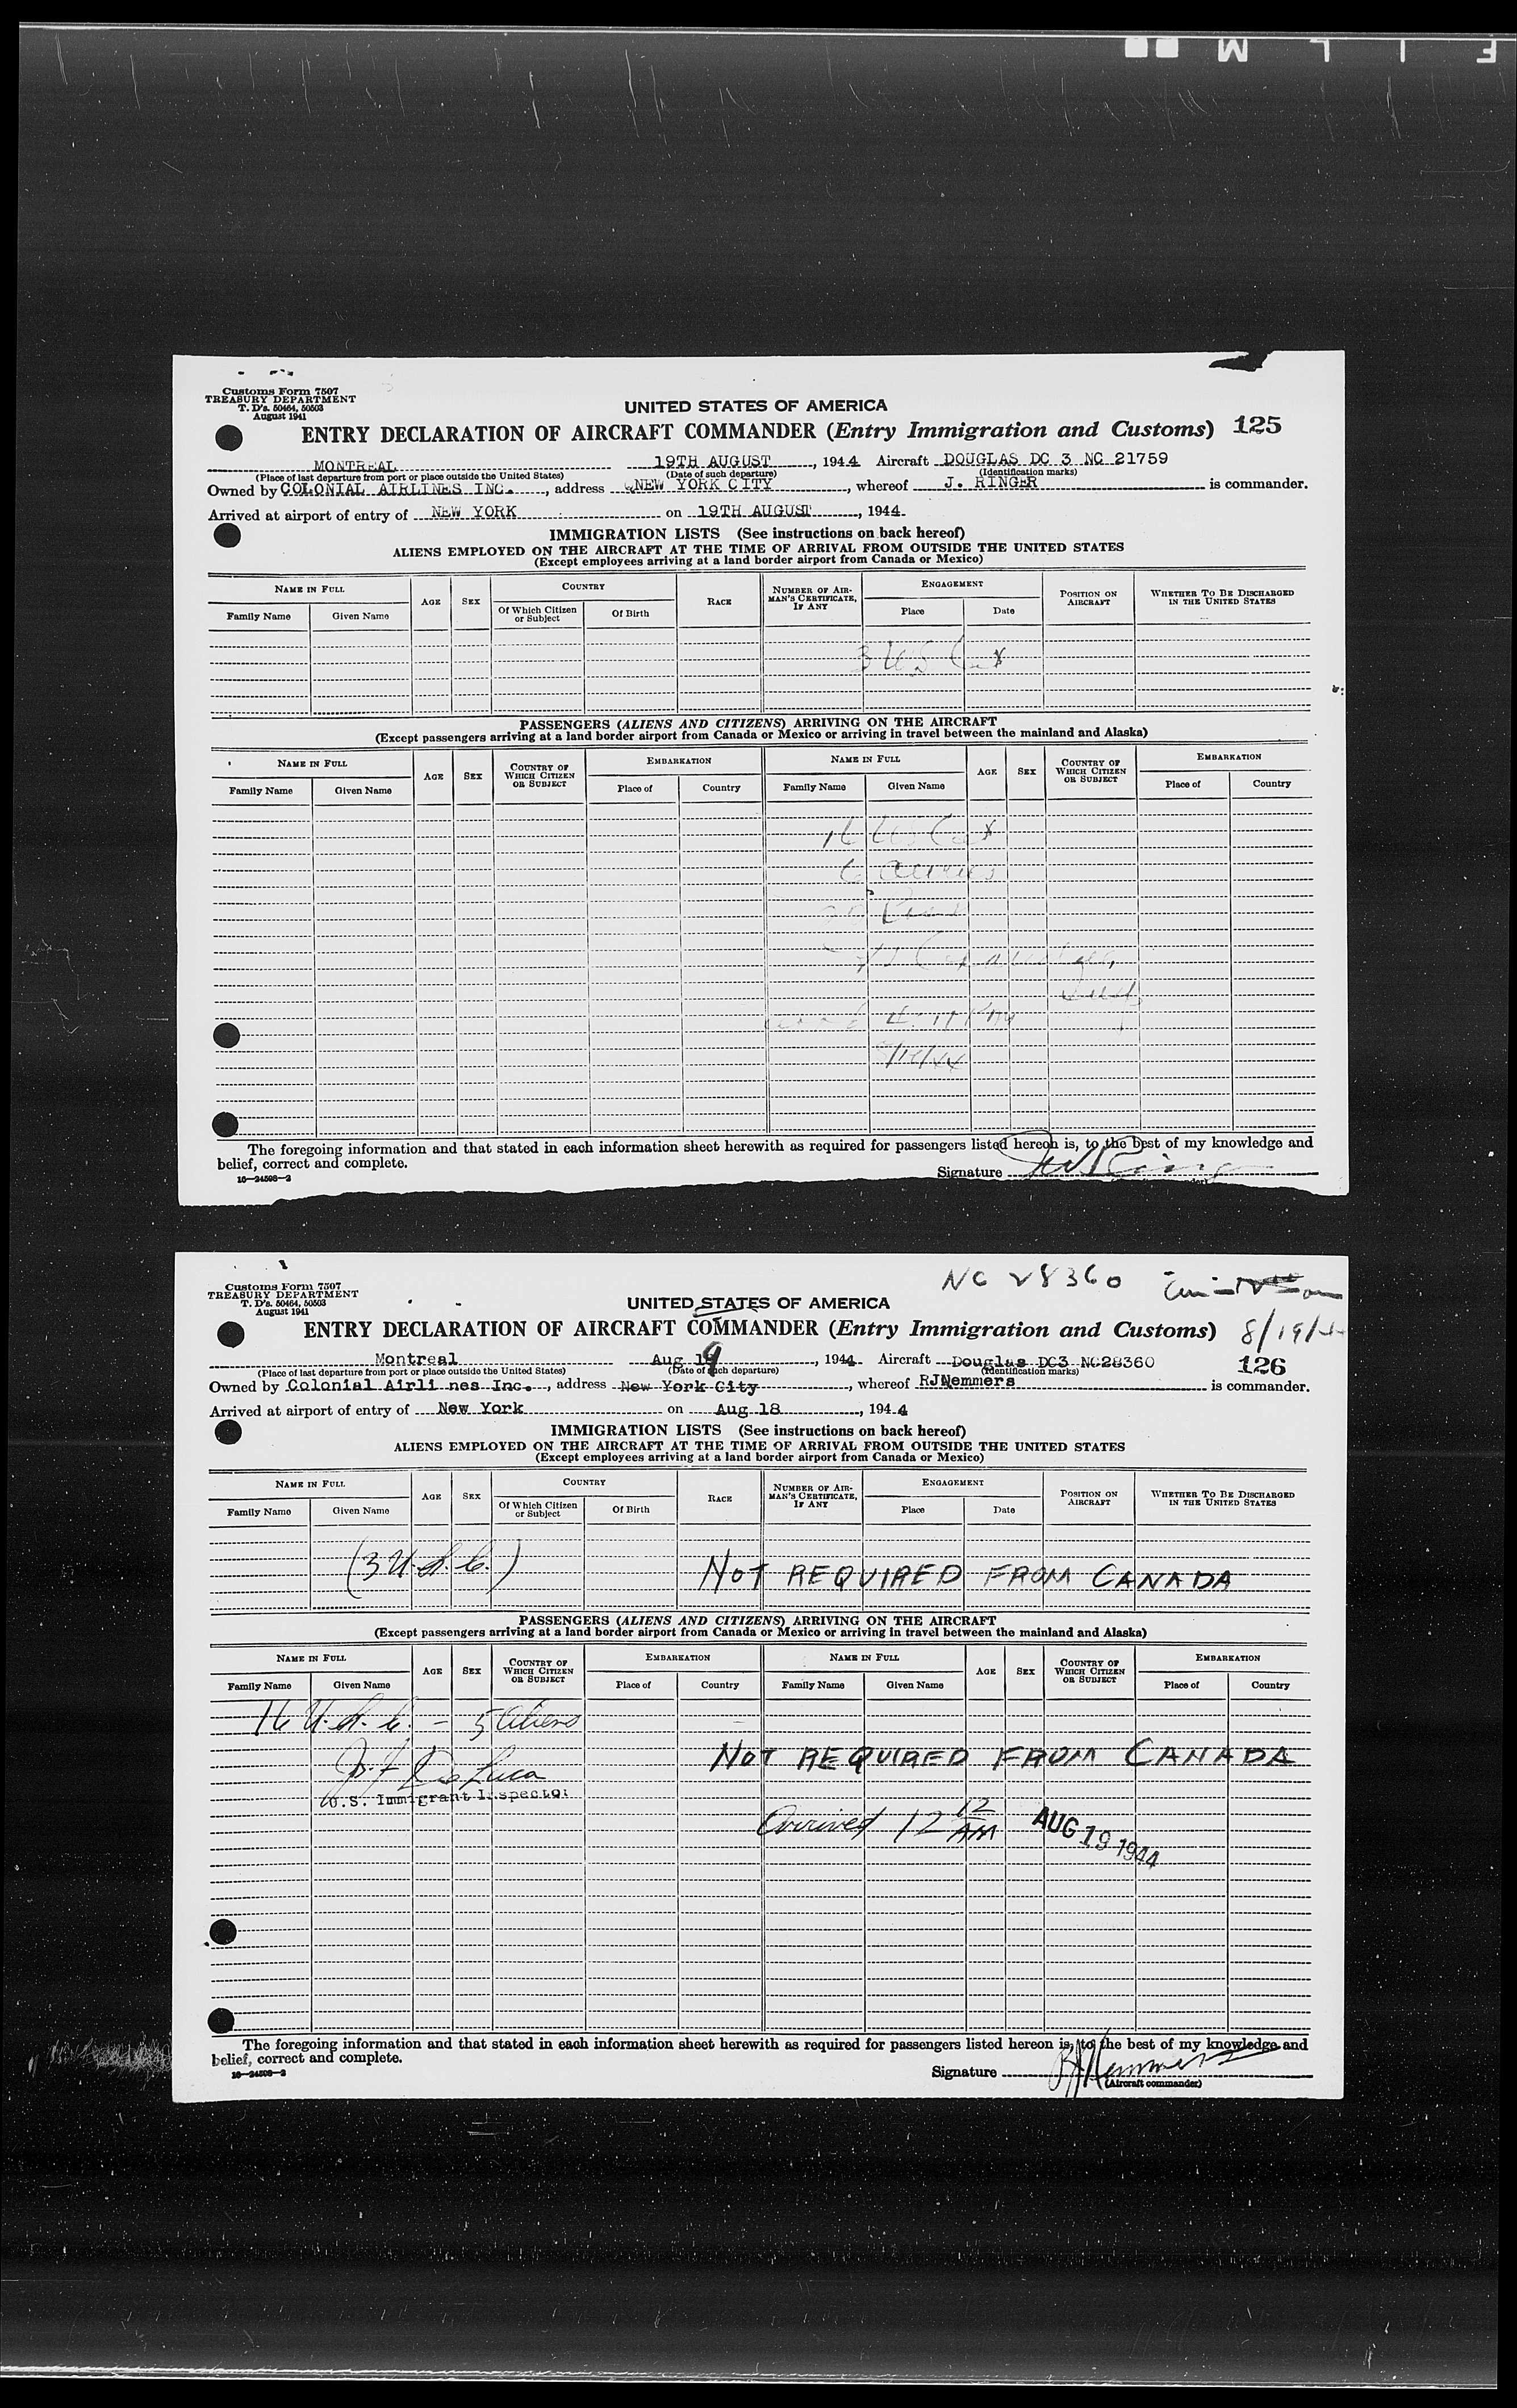 F I L M
Customs Form 7507
TREASURY DEPARTMENT
T. D's. 50464, 50503
August 1941
UNITED STATES OF AMERICA
ENTRY DECLARATION OF AIRCRAFT COMMANDER (Entry Immigration and Customs) 125
MONTREAL 19TH AUGUST, 1944 Aircraft DOUGLAS DC 3 NC 21759
(Place of last departure from port or place outside the United States) (Date of such departure) (Identification marks)
Owned by COLONIAL AIRLINES INC., address NEW YORK CITY, whereof J. RINGER is commander.
Arrived at airport of entry of NEW YORK on 19TH AUGUST, 1944
IMMIGRATION LISTS (See instructions on back hereof)
ALIENS EMPLOYED ON THE AIRCRAFT AT THE TIME OF ARRIVAL FROM OUTSIDE THE UNITED STATES
(Except employees arriving at a land border airport from Canada or Mexico)
NAME IN FULL AGE SEX COUNTRY RACE NUMBER OF AIRMAN'S CERTIFICATE, IF ANY ENGAGEMENT POSITION ON AIRCRAFT WHETHER TO BE DISCHARGED IN THE UNITED STATES
Family Name Given Name Of Which Citizen or Subject Of Birth Place Date
3 US
PASSENGERS (ALIENS AND CITIZENS) ARRIVING ON THE AIRCRAFT
(Except passengers arriving at a land border airport from Canada or Mexico or arriving in travel between the mainland and Alaska)
NAME IN FULL AGE SEX COUNTRY OF WHICH CITIZEN OR SUBJECT EMBARKATION NAME IN FULL AGE SEX COUNTRY OF WHICH CITIZEN OR SUBJECT EMBARKATION
Family Name Given Name Place of Country Family Name Given Name Place of Country
16 US
6 Aliens
The foregoing information and that stated in each information sheet herewith as required for passengers listed hereon is, to the best of my knowledge and
belief, correct and complete.
Signature
16—24598—2
NC 28360
8/19/44
Customs Form 7507
TREASURY DEPARTMENT
T. D's. 50464, 50503
August 1941
UNITED STATES OF AMERICA
ENTRY DECLARATION OF AIRCRAFT COMMANDER (Entry Immigration and Customs)
126
Montreal Aug 19, 1944 Aircraft Douglas DC3 NC28360
(Place of last departure from port or place outside the United States) (Date of such departure) (Identification marks)
Owned by Colonial Airli nes Inc., address New York City, whereof RJNemmers is commander.
Arrived at airport of entry of New York on Aug 18, 1944
IMMIGRATION LISTS (See instructions on back hereof)
ALIENS EMPLOYED ON THE AIRCRAFT AT THE TIME OF ARRIVAL FROM OUTSIDE THE UNITED STATES
(Except employees arriving at a land border airport from Canada or Mexico)
NAME IN FULL AGE SEX COUNTRY RACE NUMBER OF AIRMAN'S CERTIFICATE, IF ANY ENGAGEMENT POSITION ON AIRCRAFT WHETHER TO BE DISCHARGED IN THE UNITED STATES
Family Name Given Name Of Which Citizen or Subject Of Birth Place Date
(3 U.S.C.) NOT REQUIRED FROM CANADA
PASSENGERS (ALIENS AND CITIZENS) ARRIVING ON THE AIRCRAFT
(Except passengers arriving at a land border airport from Canada or Mexico or arriving in travel between the mainland and Alaska)
NAME IN FULL AGE SEX COUNTRY OF WHICH CITIZEN OR SUBJECT EMBARKATION NAME IN FULL AGE SEX COUNTRY OF WHICH CITIZEN OR SUBJECT EMBARKATION
Family Name Given Name Place of Country Family Name Given Name Place of Country
16 U.S.C. - 5 Aliens
NOT REQUIRED FROM CANADA
J. F. De Luca
U.S. Immigrant Inspector
Arrived 12 12 AM AUG 19 1944
The foregoing information and that stated in each information sheet herewith as required for passengers listed hereon is, to the best of my knowledge and
belief, correct and complete.
Signature RJNemmers
(Aircraft commander)
16—24598—2